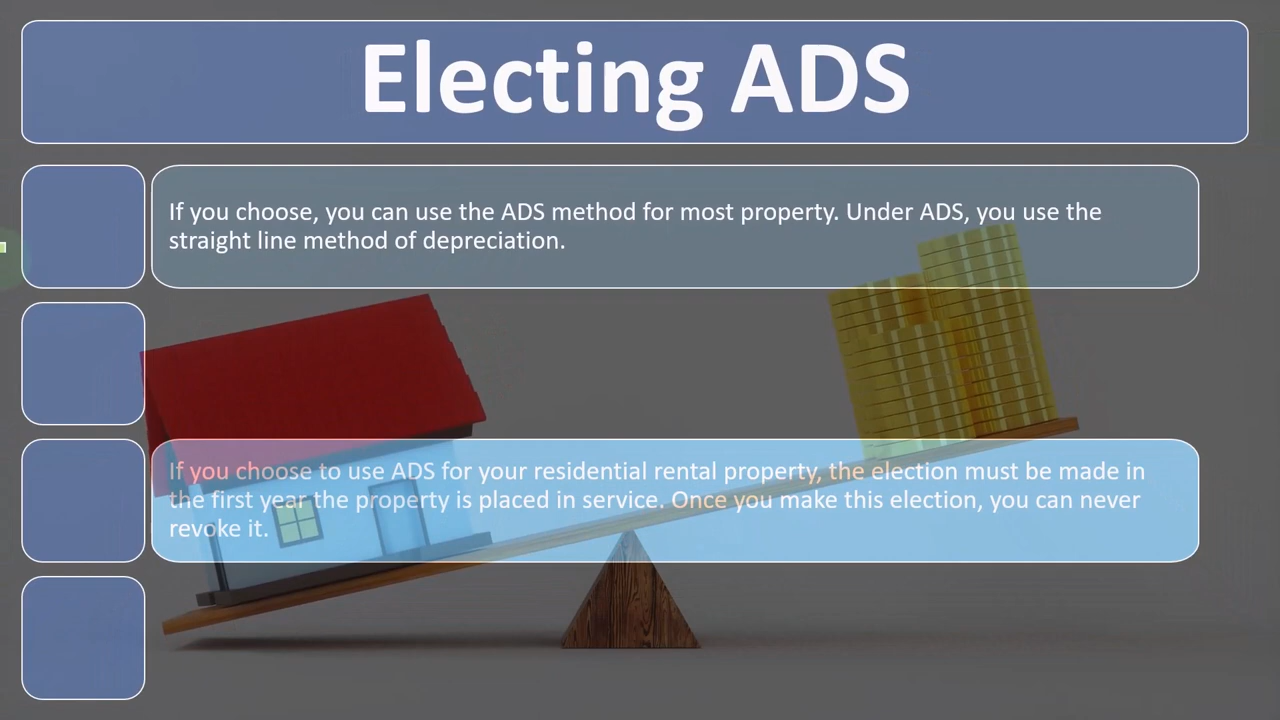 Electing ADS
If you choose, you can use the ADS method for most property. Under ADS, you use the
straight line method of depreciation.
If you choose to use ADS for your residential rental property, the election must be made in
the first year the property is placed in service. Once you make this election, you can never
revoke it.